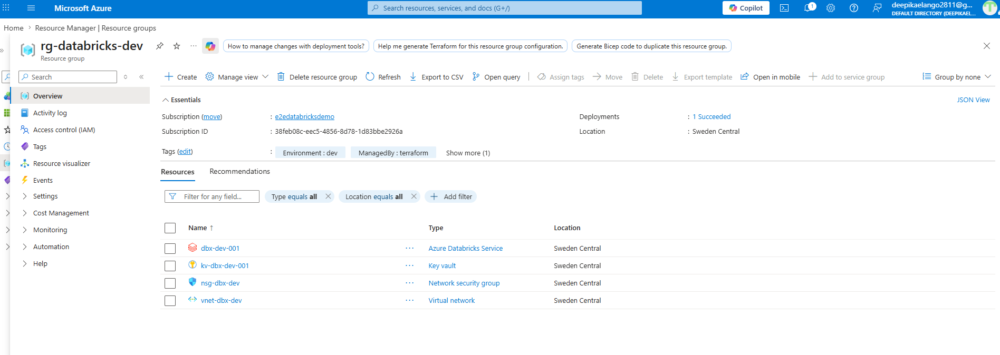 Microsoft Azure
Search resources, services, and docs (G+/)
Copilot
1
deepikaelango2811@g...
DEFAULT DIRECTORY (DEEPIKAEL...
Home > Resource Manager | Resource groups
rg-databricks-dev
Resource group
How to manage changes with deployment tools?
Help me generate Terraform for this resource group configuration.
Generate Bicep code to duplicate this resource group.
Search
Create
Manage view
Delete resource group
Refresh
Export to CSV
Open query
Assign tags
Move
Delete
Export template
Open in mobile
Add to service group
Group by none
Overview
Activity log
Access control (IAM)
Tags
Resource visualizer
Events
Settings
Cost Management
Monitoring
Automation
Help
Essentials
JSON View
Subscription (move) : e2edatabricksdemo
Deployments : 1 Succeeded
Subscription ID : 38feb08c-eec5-4856-8d78-1d83bbe2926a
Location : Sweden Central
Tags (edit) : Environment : dev ManagedBy : terraform Show more (1)
Resources Recommendations
Filter for any field...
Type equals all
Location equals all
Add filter
Name ↑ Type Location
dbx-dev-001 ... Azure Databricks Service Sweden Central
kv-dbx-dev-001 ... Key vault Sweden Central
nsg-dbx-dev ... Network security group Sweden Central
vnet-dbx-dev ... Virtual network Sweden Central